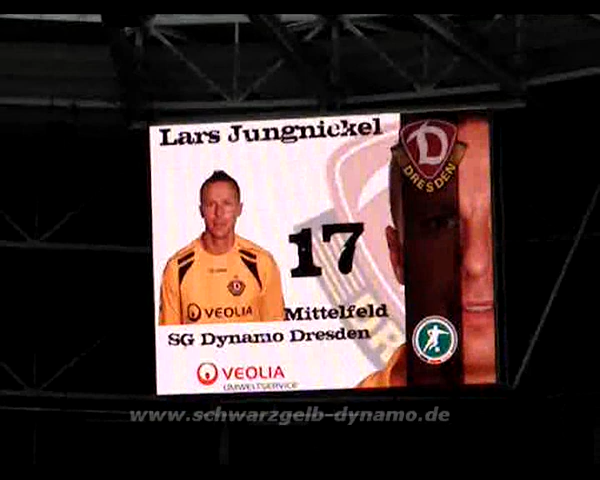 Lars Jungnickel
D
DRESDEN
17
VEOLIA
Mittelfeld
SG Dynamo Dresden
VEOLIA
UMWELTSERVICE
www.schwarzgelb-dynamo.de